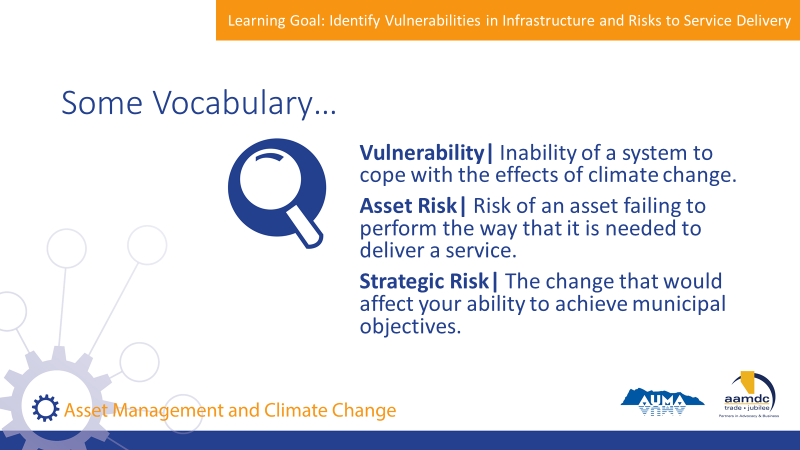 Learning Goal: Identify Vulnerabilities in Infrastructure and Risks to Service Delivery
Some Vocabulary…
Vulnerability| Inability of a system to
cope with the effects of climate change.
Asset Risk| Risk of an asset failing to
perform the way that it is needed to
deliver a service.
Strategic Risk| The change that would
affect your ability to achieve municipal
objectives.
Asset Management and Climate Change
AUMA
aamdc
trade • jubilee
Partners in Advocacy & Business